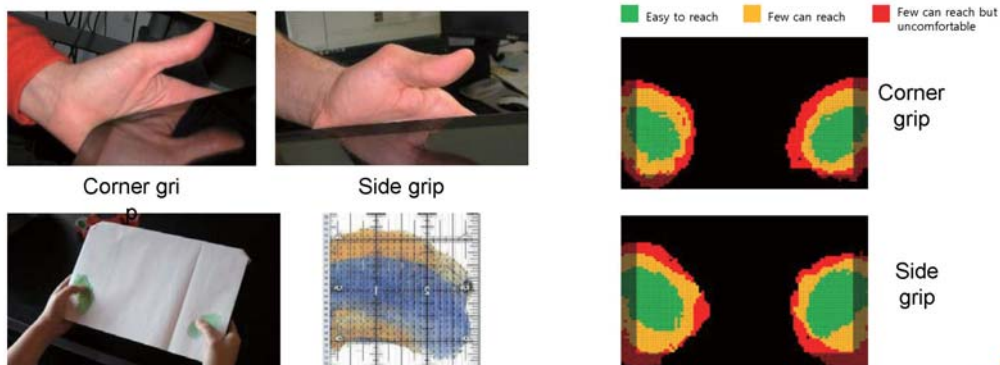 Corner gri
p
Side grip
Easy to reach
Few can reach
Few can reach but
uncomfortable
Corner
grip
Side
grip